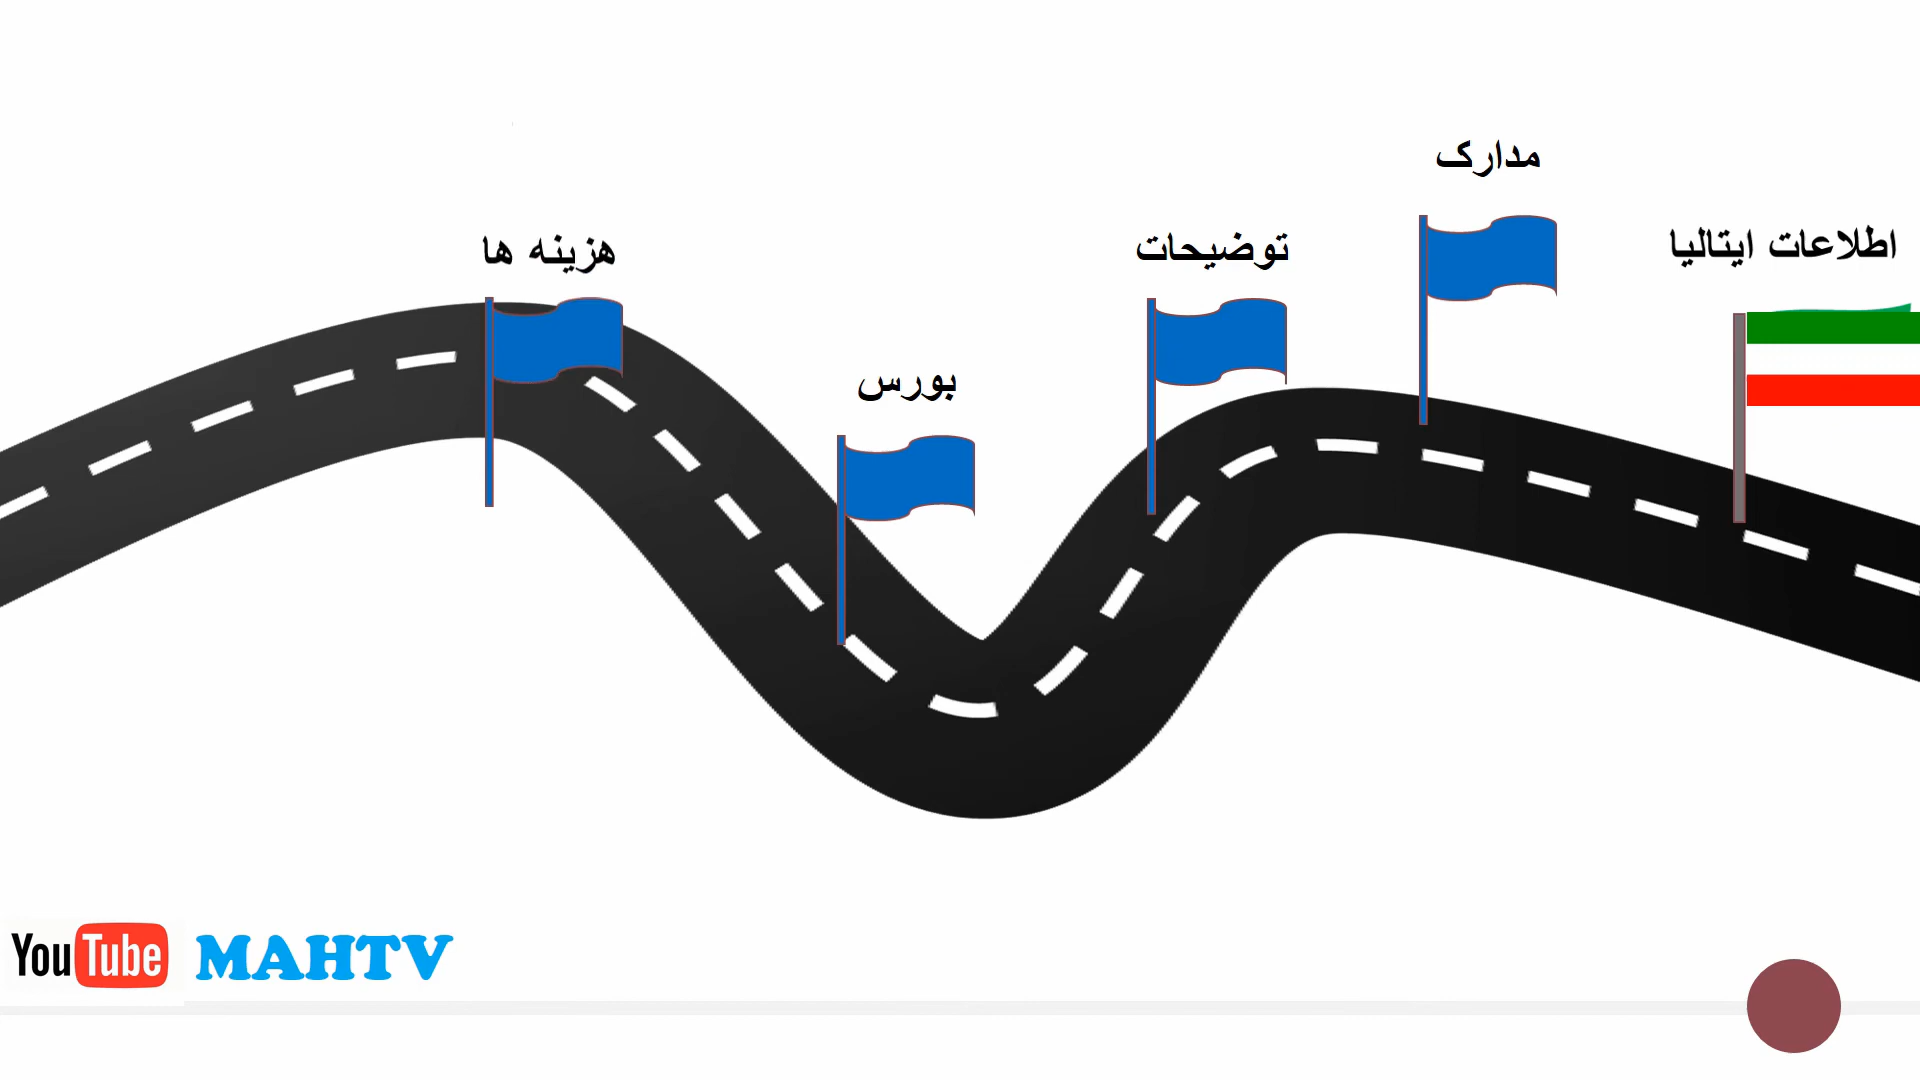 اطلاعات ایتالیا
مدارک
توضیحات
بورس
هزینه ها
YouTube MAHTV